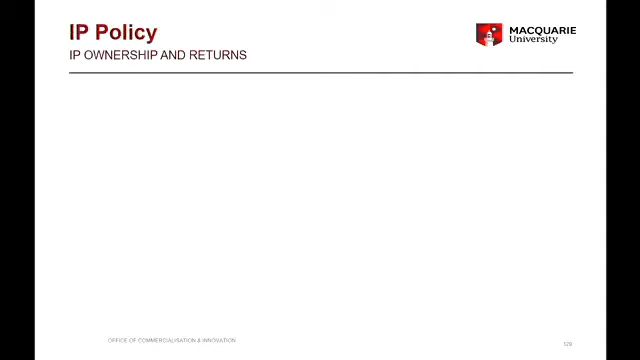 IP Policy
IP OWNERSHIP AND RETURNS
MACQUARIE
University
OFFICE OF COMMERCIALISATION & INNOVATION